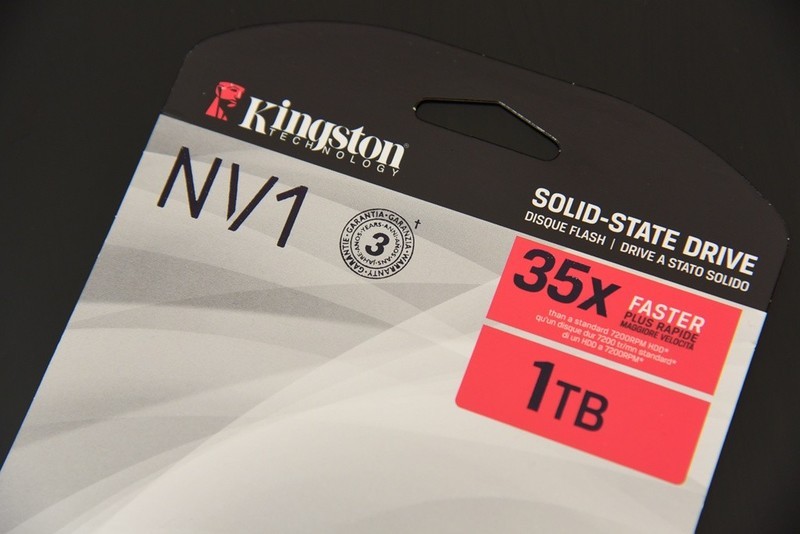 Kingston®
TECHNOLOGY
NV1
GARANTIA•GARANZIA•WARRANTY•GARANTIE•
3
†
SOLID-STATE DRIVE
DISQUE FLASH | DRIVE A STATO SOLIDO
35x FASTER
PLUS RAPIDE
MAGGIORE VELOCITÀ
than a standard 7200RPM HDD*
qu'un disque dur 7200 tr/mn standard*
di un HDD a 7200RPM*
1TB